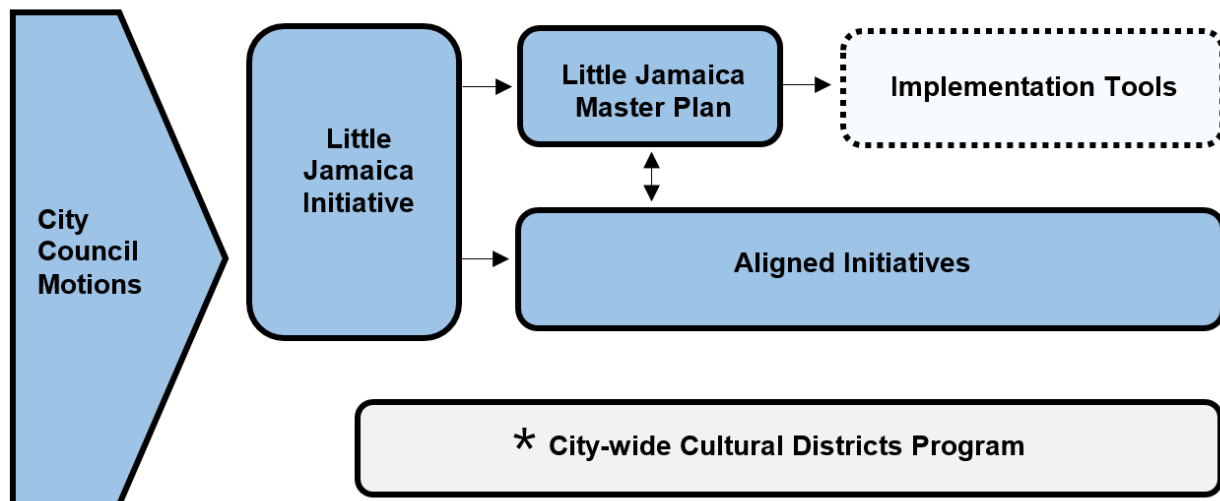 City
Council
Motions
Little
Jamaica
Initiative
Little Jamaica
Master Plan
Implementation Tools
Aligned Initiatives
* City-wide Cultural Districts Program